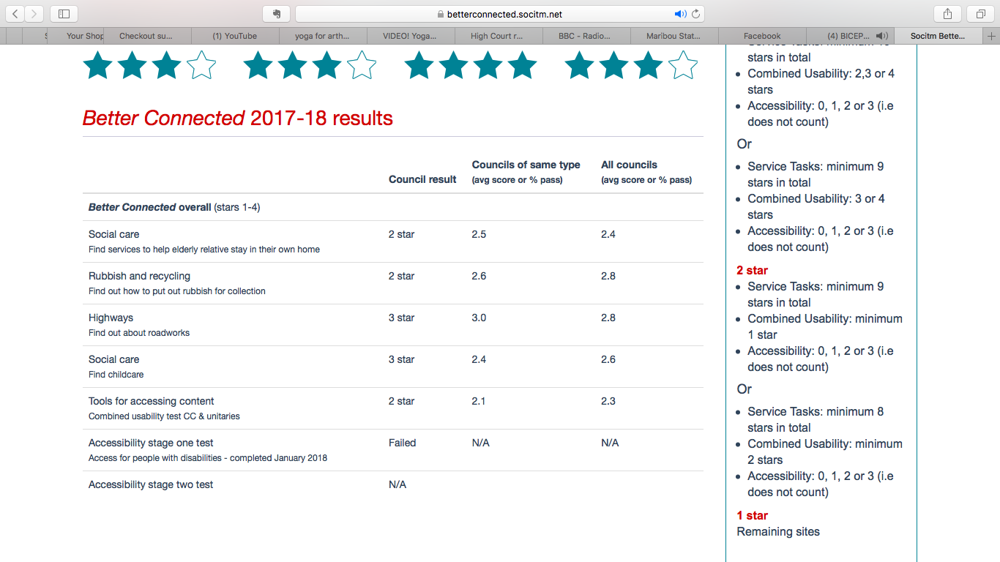 betterconnected.socitm.net
Your Shop
Checkout su...
(1) YouTube
yoga for arth...
VIDEO! Yoga...
High Court r...
BBC - Radio...
Maribou Stat...
Facebook
(4) BICEP...
Socitm Bette...
Better Connected 2017-18 results
Councils of same type All councils
Council result (avg score or % pass) (avg score or % pass)
Better Connected overall (stars 1-4)
Social care 2 star 2.5 2.4
Find services to help elderly relative stay in their own home
Rubbish and recycling 2 star 2.6 2.8
Find out how to put out rubbish for collection
Highways 3 star 3.0 2.8
Find out about roadworks
Social care 3 star 2.4 2.6
Find childcare
Tools for accessing content 2 star 2.1 2.3
Combined usability test CC & unitaries
Accessibility stage one test Failed N/A N/A
Access for people with disabilities - completed January 2018
Accessibility stage two test N/A
stars in total
• Combined Usability: 2,3 or 4
stars
• Accessibility: 0, 1, 2 or 3 (i.e
does not count)
Or
• Service Tasks: minimum 9
stars in total
• Combined Usability: 3 or 4
stars
• Accessibility: 0, 1, 2 or 3 (i.e
does not count)
2 star
• Service Tasks: minimum 9
stars in total
• Combined Usability: minimum
1 star
• Accessibility: 0, 1, 2 or 3 (i.e
does not count)
Or
• Service Tasks: minimum 8
stars in total
• Combined Usability: minimum
2 stars
• Accessibility: 0, 1, 2 or 3 (i.e
does not count)
1 star
Remaining sites